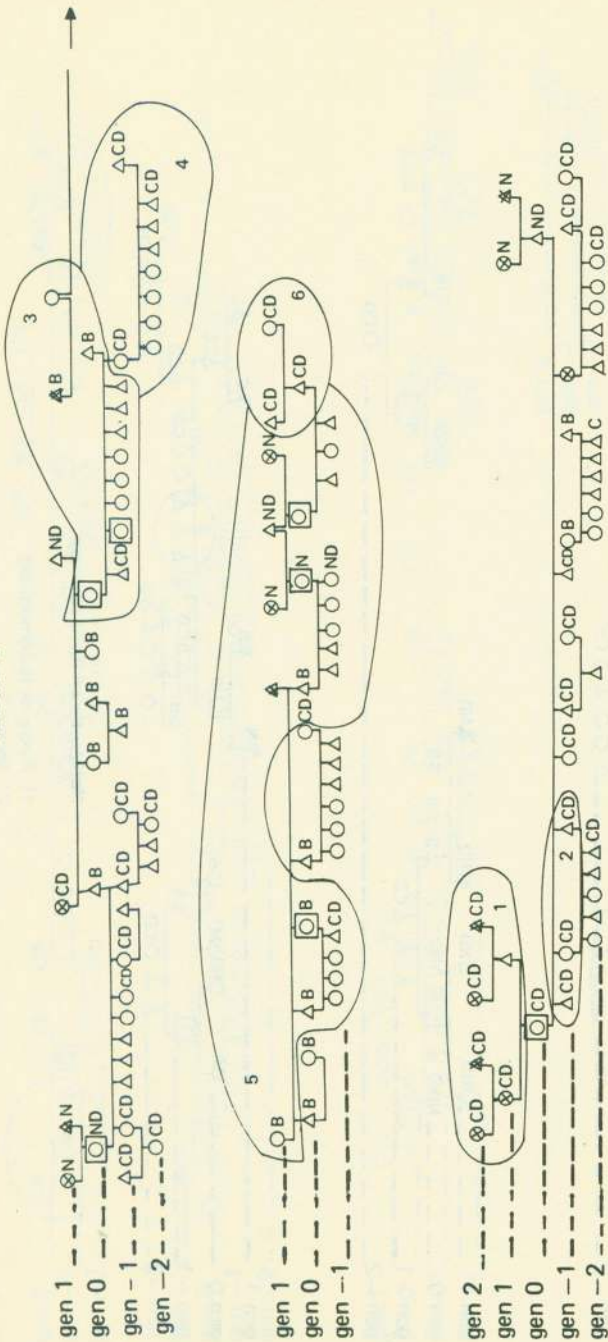 3
gen 1 N N CD ND B
gen 0 ND B B B B B
gen −1 CD CD CD CD CD CD B CD CD CD
4
gen −2 CD CD CD
5
6
gen 1 B N ND N CD CD
gen 0 B B B B B CD B N CD
gen −1 CD ND
gen 2 CD CD CD CD
gen 1 CD 1 N N
gen 0 CD ND
gen −1 CD CD 2 CD CD CD CD CD B B CD CD
gen −2 CD C CD